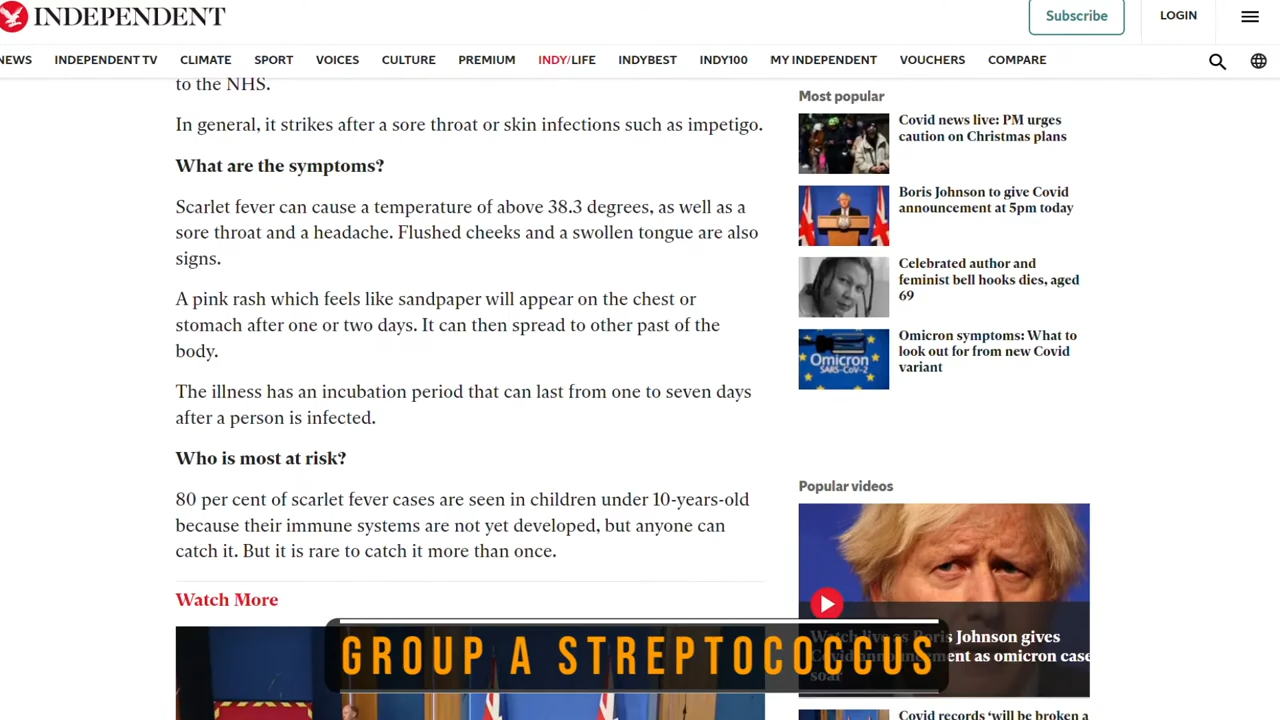 INDEPENDENT
Subscribe
LOGIN
NEWS INDEPENDENT TV CLIMATE SPORT VOICES CULTURE PREMIUM INDY/LIFE INDYBEST INDY100 MY INDEPENDENT VOUCHERS COMPARE
to the NHS.
In general, it strikes after a sore throat or skin infections such as impetigo.
What are the symptoms?
Scarlet fever can cause a temperature of above 38.3 degrees, as well as a
sore throat and a headache. Flushed cheeks and a swollen tongue are also
signs.
A pink rash which feels like sandpaper will appear on the chest or
stomach after one or two days. It can then spread to other past of the
body.
The illness has an incubation period that can last from one to seven days
after a person is infected.
Who is most at risk?
80 per cent of scarlet fever cases are seen in children under 10-years-old
because their immune systems are not yet developed, but anyone can
catch it. But it is rare to catch it more than once.
Watch More
Most popular
Covid news live: PM urges
caution on Christmas plans
Boris Johnson to give Covid
announcement at 5pm today
Celebrated author and
feminist bell hooks dies, aged
69
Omicron symptoms: What to
look out for from new Covid
variant
Omicron
SARS-CoV-2
Popular videos
Watch live as Boris Johnson gives
Covid announcement as omicron case
soar
Covid records 'will be broken a
GROUP A STREPTOCOCCUS